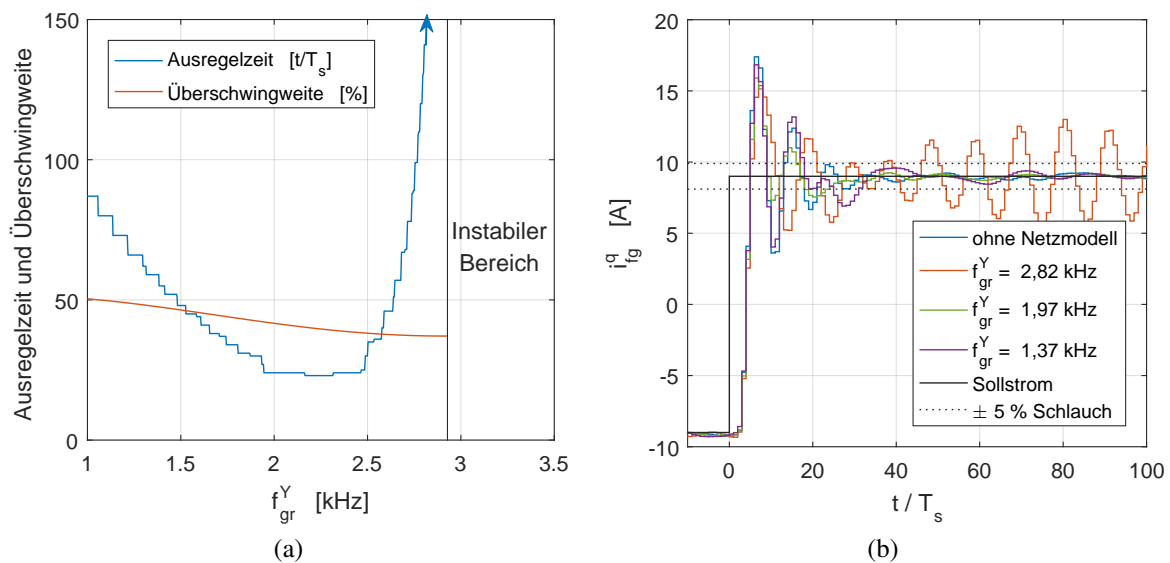 Ausregelzeit und Überschwingweite
150
100
50
0
Ausregelzeit [t/T_s]
Überschwingweite [%]
Instabiler
Bereich
1
1.5
2
2.5
3
3.5
f_gr^Y [kHz]
(a)
i_fg^q [A]
20
15
10
5
0
-5
-10
ohne Netzmodell
f_gr^Y = 2,82 kHz
f_gr^Y = 1,97 kHz
f_gr^Y = 1,37 kHz
Sollstrom
± 5 % Schlauch
0
20
40
60
80
100
t / T_s
(b)